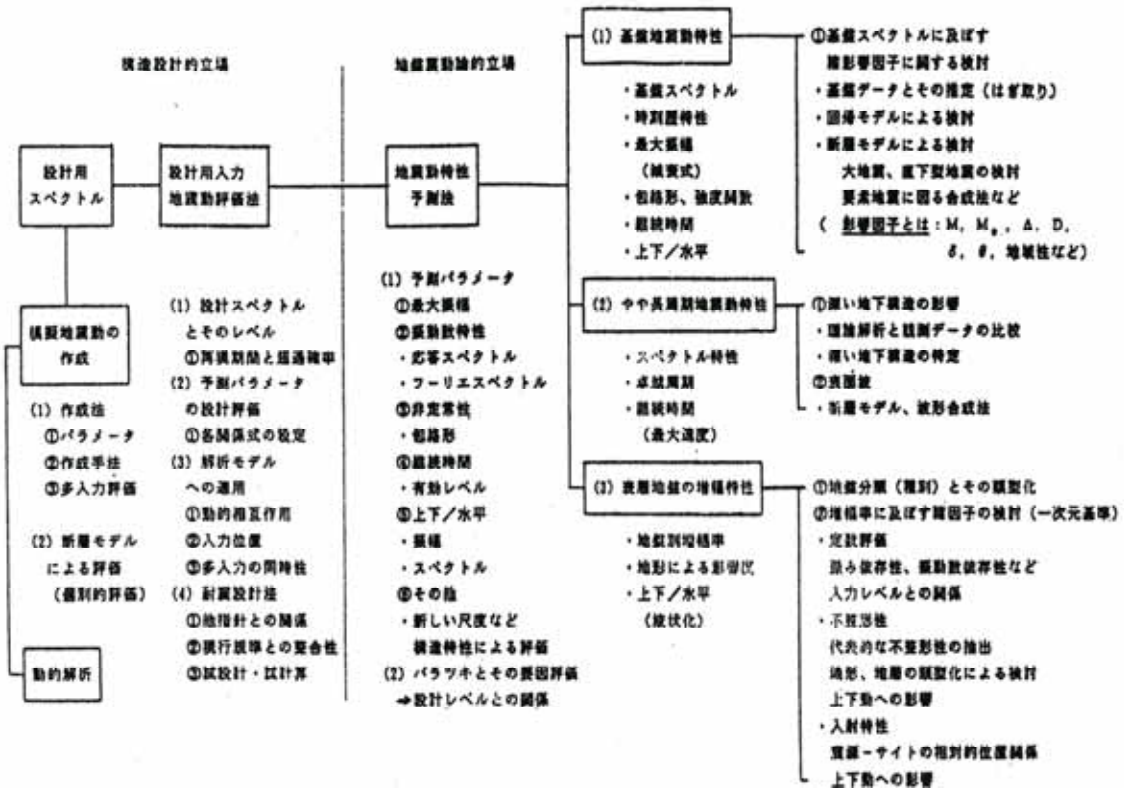 構造設計的立場
地盤震動論的立場
設計用
スペクトル
設計用入力
地震動評価法
地震動特性
予測法
模擬地震動の
作成
(1) 作成法
①パラメータ
②作成手法
③多入力評価
(2) 断層モデル
による評価
(個別的評価)
動的解析
(1) 設計スペクトル
とそのレベル
①再現期間と超過確率
(2) 予測パラメータ
の設計評価
①各関係式の設定
(3) 解析モデル
への適用
①動的相互作用
②入力位置
③多入力の同時性
(4) 耐震設計法
①他指針との関係
②現行規準との整合性
③試設計・試計算
(1) 予測パラメータ
①最大振幅
②振動数特性
・応答スペクトル
・フーリエスペクトル
③非定常性
・包絡形
④継続時間
・有効レベル
⑤上下/水平
・振幅
・スペクトル
⑥その他
・新しい尺度など
構造特性による評価
(2) バラツキとその要因評価
→設計レベルとの関係
(1) 基盤地震動特性
・基盤スペクトル
・時刻歴特性
・最大振幅
(減衰式)
・包絡形、強度関数
・継続時間
・上下/水平
①基盤スペクトルに及ぼす
諸影響因子に関する検討
・基盤データとその推定(はぎ取り)
・回帰モデルによる検討
・断層モデルによる検討
大地震、直下型地震の検討
要素地震に因る合成法など
( 影響因子とは:M, M₀, Δ, D,
δ, θ, 地域性など)
(2) やや長周期地震動特性
・スペクトル特性
・卓越周期
・継続時間
(最大速度)
①深い地下構造の影響
・理論解析と観測データの比較
・深い地下構造の特定
②表面波
・断層モデル、波形合成法
(3) 表層地盤の増幅特性
・地盤別増幅率
・地形による影響度
・上下/水平
(線状化)
①地盤分類(種別)とその類型化
②増幅率に及ぼす諸因子の検討(一次元基準)
・定数評価
歪み依存性、振動数依存性など
入力レベルとの関係
・不整形性
代表的な不整形性の抽出
地形、地層の類型化による検討
上下動への影響
・入射特性
震源-サイトの相対的位置関係
上下動への影響